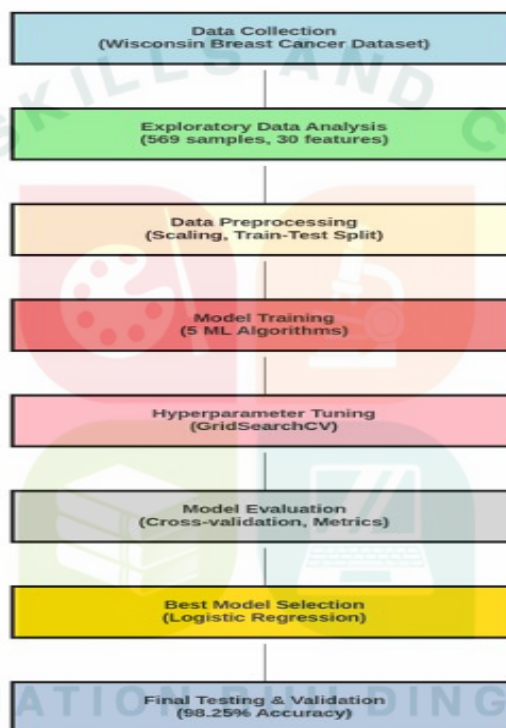 Data Collection
(Wisconsin Breast Cancer Dataset)
SKILLS AND C
Exploratory Data Analysis
(569 samples, 30 features)
Data Preprocessing
(Scaling, Train-Test Split)
Model Training
(5 ML Algorithms)
Hyperparameter Tuning
(GridSearchCV)
Model Evaluation
(Cross-validation, Metrics)
Best Model Selection
(Logistic Regression)
Final Testing & Validation
(98.25% Accuracy)